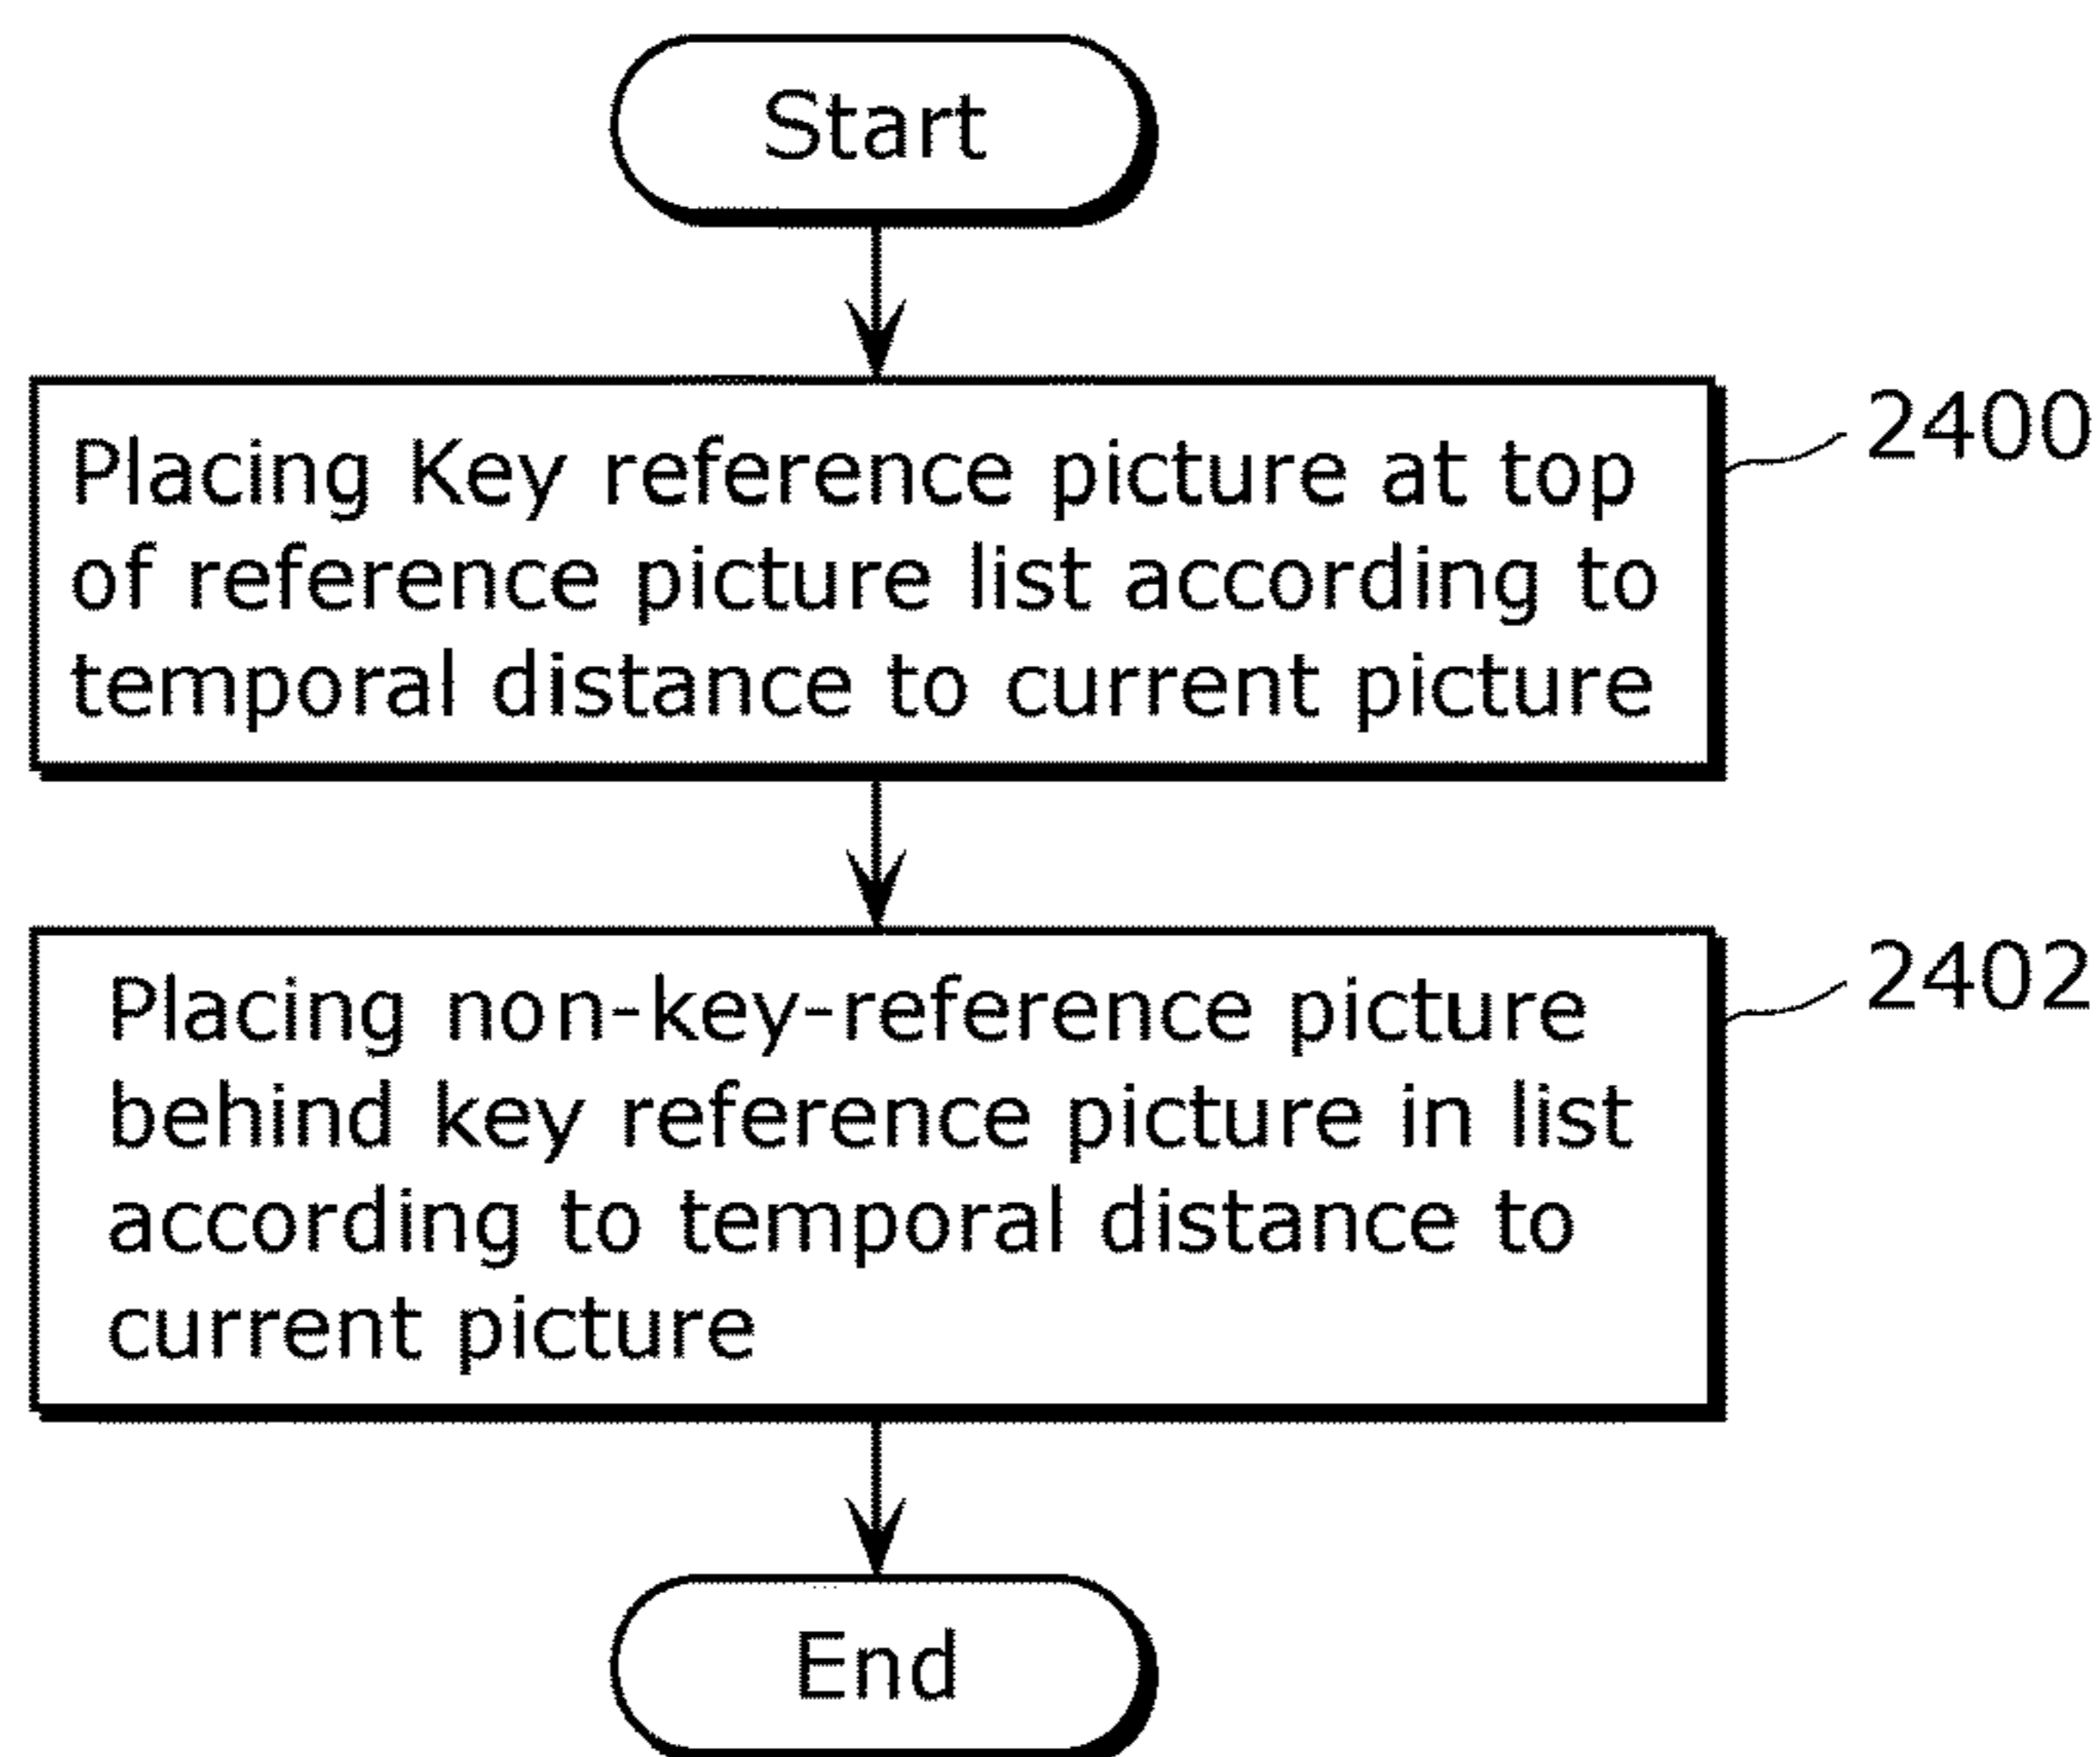 Start
Placing Key reference picture at top
of reference picture list according to
temporal distance to current picture
2400
Placing non-key-reference picture
behind key reference picture in list
according to temporal distance to
current picture
2402
End